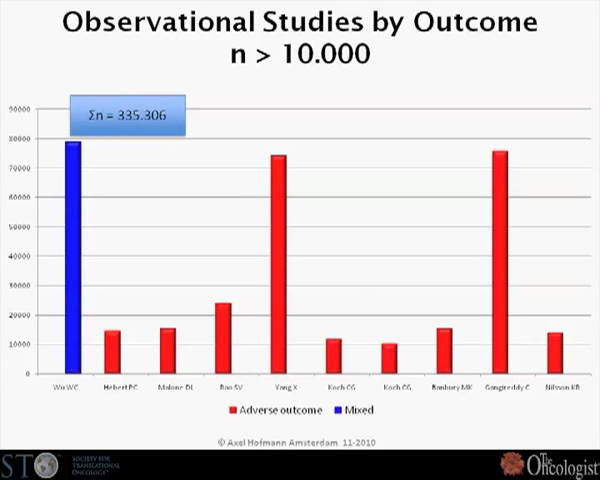 Observational Studies by Outcome
n > 10.000
Σn = 335.306
90000
80000
70000
60000
50000
40000
30000
20000
10000
0
Wu WC
Hébert PC
Malone DL
Rao SV
Yang X
Koch CG
Koch CG
Banbury MK
Gangireddy C
Nilsson KR
Adverse outcome
Mixed
© Axel Hofmann Amsterdam 11-2010
STO
SOCIETY FOR
TRANSLATIONAL
ONCOLOGY
The
Oncologist